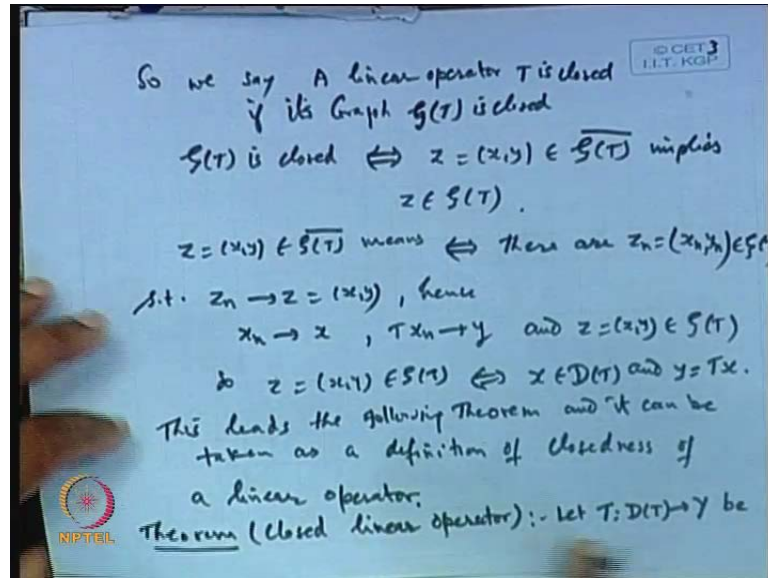 © CET 3
I.I.T. KGP
So we say A linear operator T is closed
if its Graph G(T) is closed
G(T) is closed ⇔ z = (x,y) ∈ \overline{G(T)} implies
z ∈ G(T).
z = (x,y) ∈ \overline{G(T)} means ⇔ there are zn = (xn,yn) ∈ G(
s.t. zn → z = (x,y), hence
xn → x , Txn → y and z = (x,y) ∈ G(T)
so z = (x,y) ∈ G(T) ⇔ x ∈ D(T) and y = Tx.
This leads the following Theorem and it can be
taken as a definition of closedness of
a linear operator.
Theorem (Closed linear operator) :- Let T: D(T) → Y be
NPTEL